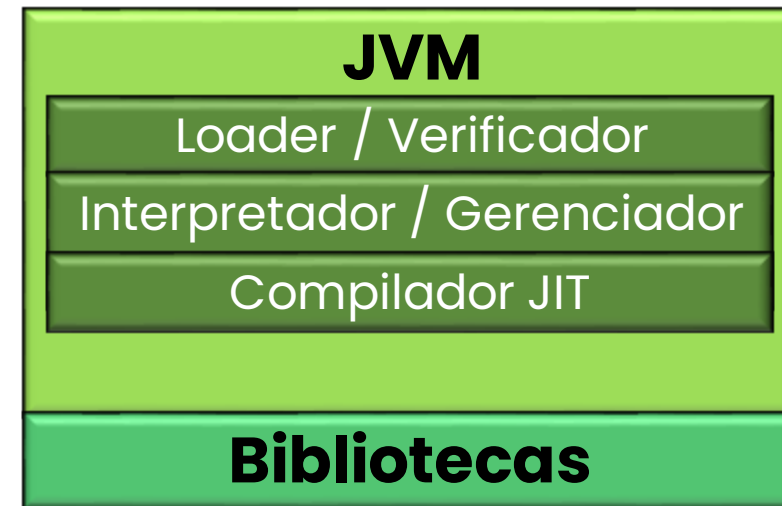 JVM
Loader / Verificador
Interpretador / Gerenciador
Compilador JIT
Bibliotecas